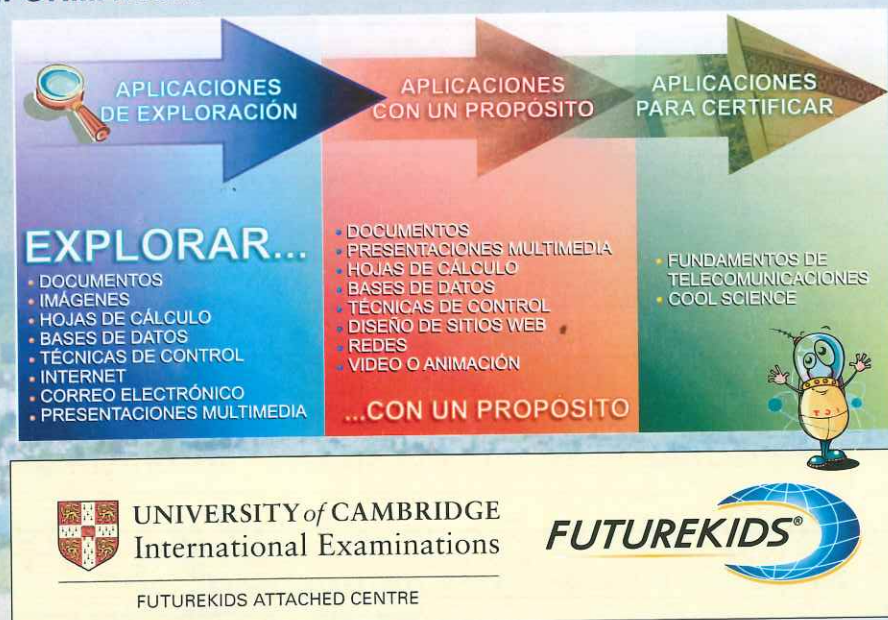 APLICACIONES
DE EXPLORACIÓN
APLICACIONES
CON UN PROPÓSITO
APLICACIONES
PARA CERTIFICAR
EXPLORAR...
• DOCUMENTOS
• IMÁGENES
• HOJAS DE CÁLCULO
• BASES DE DATOS
• TÉCNICAS DE CONTROL
• INTERNET
• CORREO ELECTRÓNICO
• PRESENTACIONES MULTIMEDIA
• DOCUMENTOS
• PRESENTACIONES MULTIMEDIA
• HOJAS DE CÁLCULO
• BASES DE DATOS
• TÉCNICAS DE CONTROL
• DISEÑO DE SITIOS WEB
• REDES
• VIDEO O ANIMACIÓN
...CON UN PROPÓSITO
• FUNDAMENTOS DE
TELECOMUNICACIONES
• COOL SCIENCE
UNIVERSITY of CAMBRIDGE
International Examinations
FUTUREKIDS ATTACHED CENTRE
FUTUREKIDS®